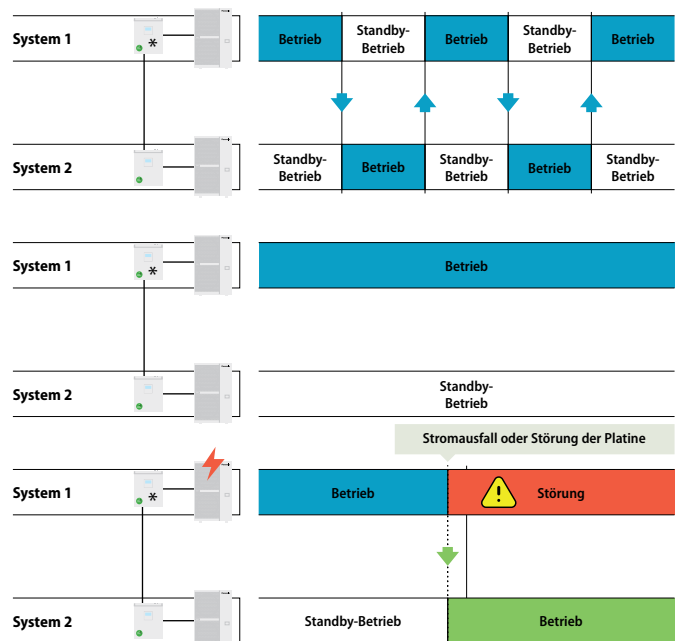 System 1
*
Betrieb
Standby-
Betrieb
Betrieb
Standby-
Betrieb
Betrieb
System 2
Standby-
Betrieb
Betrieb
Standby-
Betrieb
Betrieb
Standby-
Betrieb
System 1
*
Betrieb
System 2
Standby-
Betrieb
Stromausfall oder Störung der Platine
System 1
*
Betrieb
!
Störung
System 2
Standby-Betrieb
Betrieb